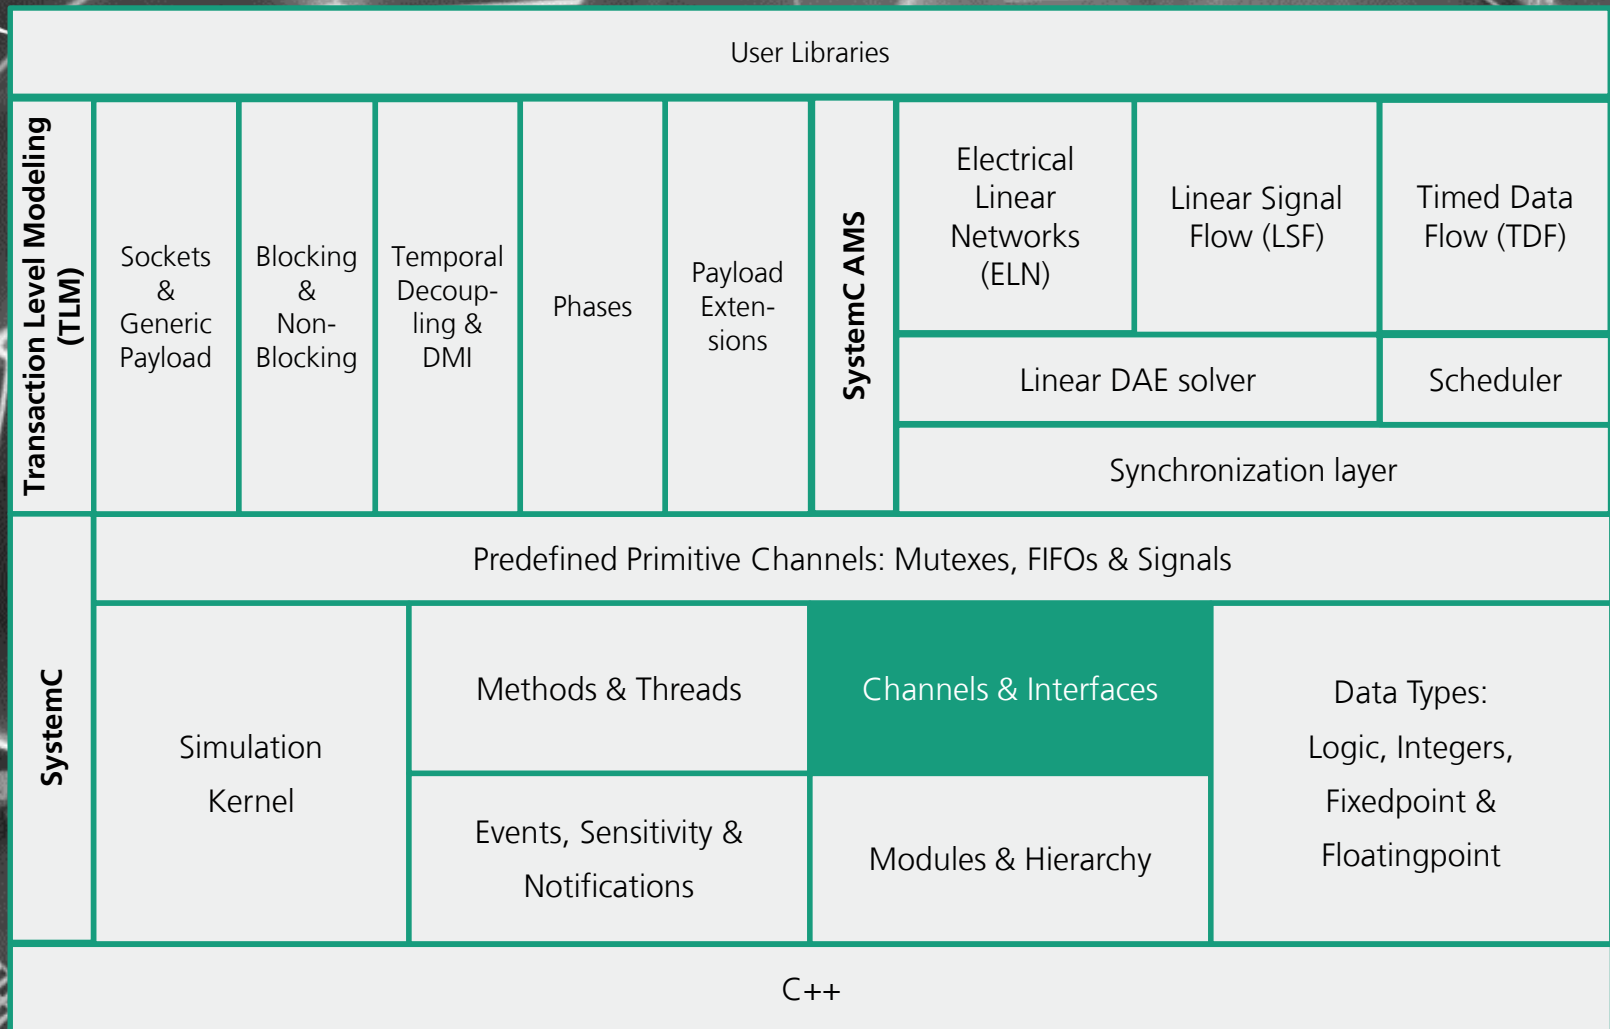 User Libraries
Transaction Level Modeling
(TLM)
Sockets
&
Generic
Payload
Blocking
&
Non-
Blocking
Temporal
Decoup-
ling &
DMI
Phases
Payload
Exten-
sions
SystemC AMS
Electrical
Linear
Networks
(ELN)
Linear Signal
Flow (LSF)
Timed Data
Flow (TDF)
Linear DAE solver
Scheduler
Synchronization layer
SystemC
Predefined Primitive Channels: Mutexes, FIFOs & Signals
Simulation
Kernel
Methods & Threads
Channels & Interfaces
Events, Sensitivity &
Notifications
Modules & Hierarchy
Data Types:
Logic, Integers,
Fixedpoint &
Floatingpoint
C++